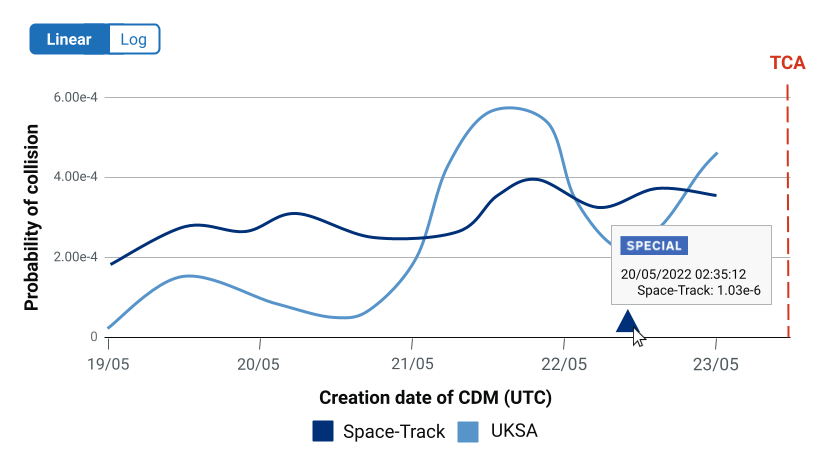 Linear Log
TCA
6.00e-4
4.00e-4
2.00e-4
0
Probability of collision
SPECIAL
20/05/2022 02:35:12
Space-Track: 1.03e-6
19/05 20/05 21/05 22/05 23/05
Creation date of CDM (UTC)
Space-Track UKSA